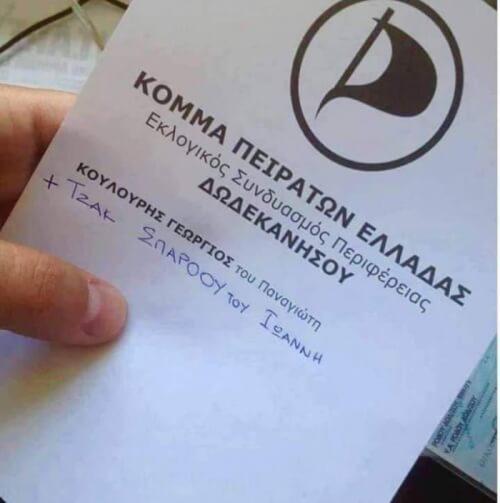 ΚΟΜΜΑ ΠΕΙΡΑΤΩΝ ΕΛΛΑΔΑΣ
Εκλογικός Συνδυασμός Περιφέρειας
ΔΩΔΕΚΑΝΗΣΟΥ
ΚΟΥΛΟΥΡΗΣ ΓΕΩΡΓΙΟΣ του Παναγιώτη
+ ΤΖΑΚ ΣΠΑΡΟΟΥ του ΙΩΑΝΝΗ